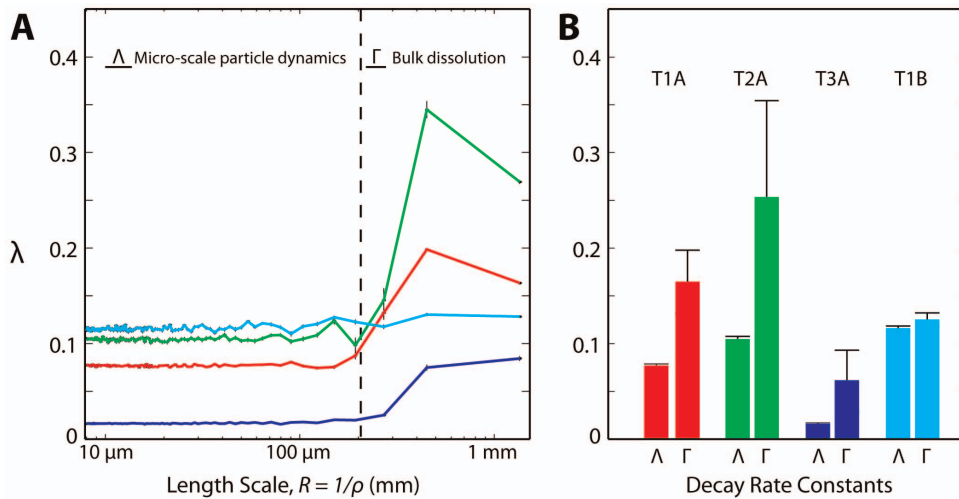 A
B
0.4
0.3
0.2
0.1
0
λ
Λ Micro-scale particle dynamics
Γ Bulk dissolution
10 µm
100 µm
1 mm
Length Scale, R = 1/ρ (mm)
0.4
0.3
0.2
0.1
0
T1A T2A T3A T1B
Λ Γ Λ Γ Λ Γ Λ Γ
Decay Rate Constants